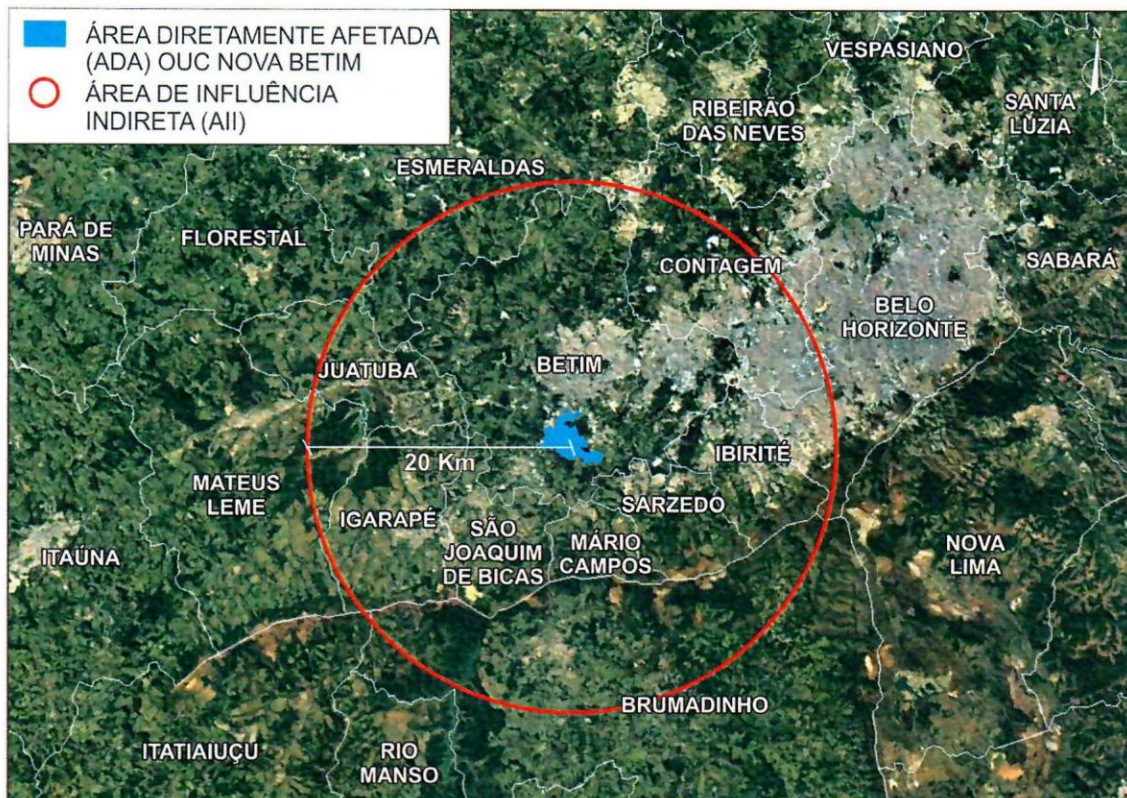 ÁREA DIRETAMENTE AFETADA
(ADA) OUC NOVA BETIM
ÁREA DE INFLUÊNCIA
INDIRETA (AII)
N
VESPASIANO
RIBEIRÃO
DAS NEVES
SANTA
LUZIA
ESMERALDAS
PARÁ DE
MINAS
FLORESTAL
CONTAGEM
SABARÁ
BELO
HORIZONTE
JUATUBA
BETIM
20 Km
MATEUS
LEME
IBIRITÉ
IGARAPÉ
SARZEDO
SÃO
JOAQUIM
DE BICAS
MÁRIO
CAMPOS
ITAÚNA
NOVA
LIMA
BRUMADINHO
ITATIAIUÇU
RIO
MANSO